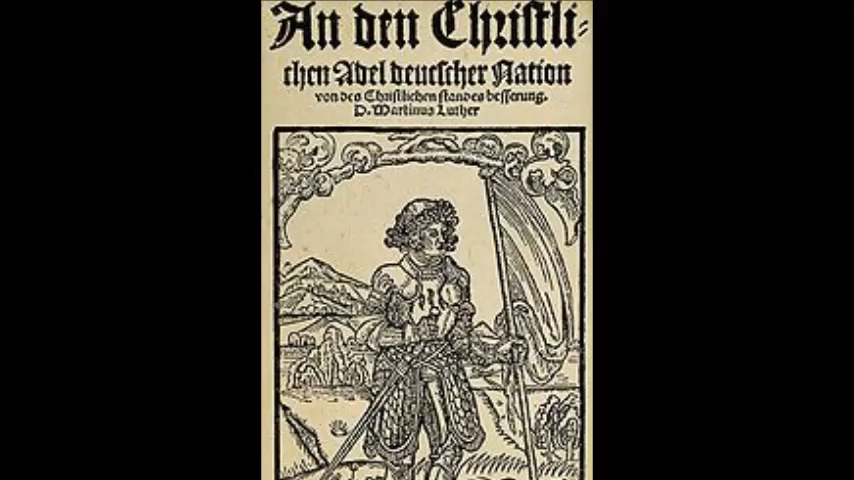 An den Christli-
chen Adel deutscher Nation
von des Christlichen standes besserung.
D. Martinus Luther